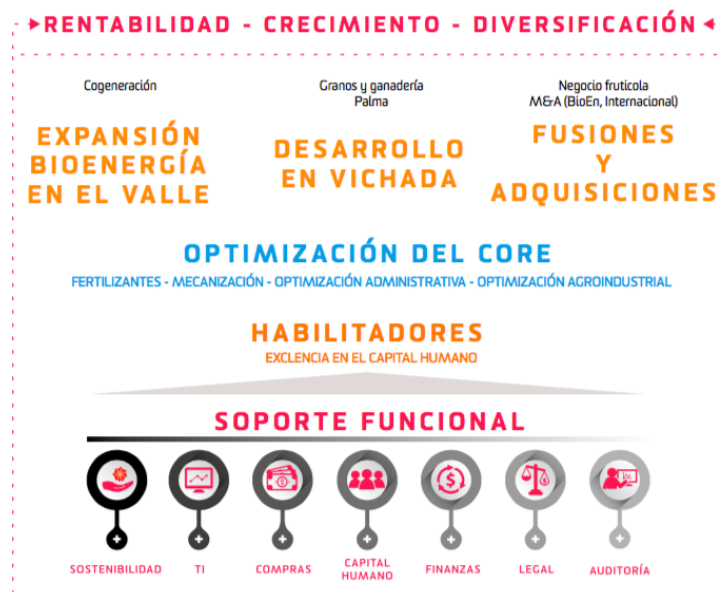 RENTABILIDAD - CRECIMIENTO - DIVERSIFICACIÓN
Cogeneración
EXPANSIÓN
BIOENERGÍA
EN EL VALLE
Granos y ganadería
Palma
DESARROLLO
EN VICHADA
Negocio fruticola
M&A (BioEn, Internacional)
FUSIONES
Y
ADQUISICIONES
OPTIMIZACIÓN DEL CORE
FERTILIZANTES - MECANIZACIÓN - OPTIMIZACIÓN ADMINISTRATIVA - OPTIMIZACIÓN AGROINDUSTRIAL
HABILITADORES
EXCLENCIA EN EL CAPITAL HUMANO
SOPORTE FUNCIONAL
SOSTENIBILIDAD
TI
COMPRAS
CAPITAL
HUMANO
FINANZAS
LEGAL
AUDITORÍA